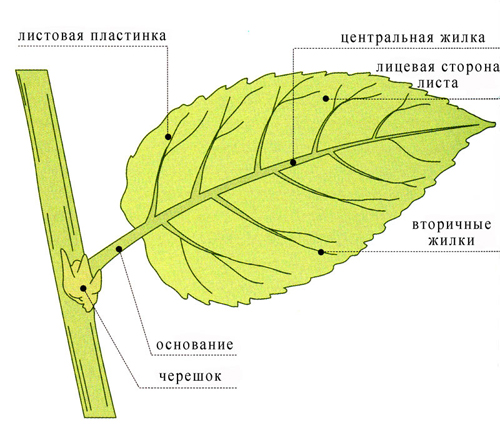 листовая пластинка
центральная жилка
лицевая сторона
листа
вторичные
жилки
основание
черешок